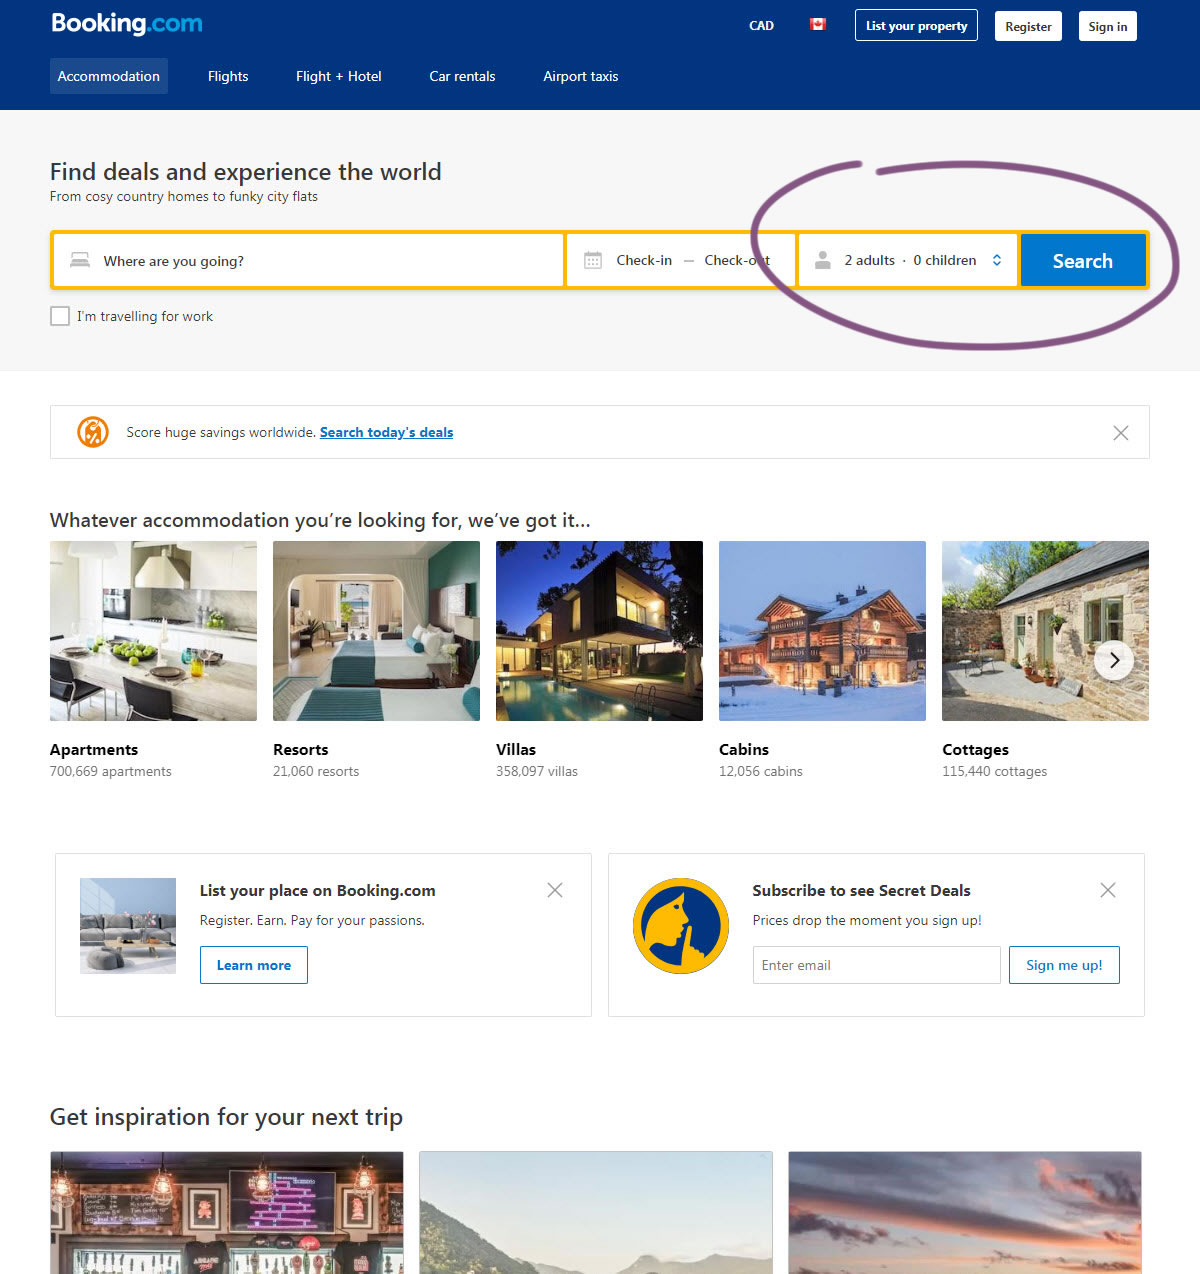 Booking.com
CAD
List your property
Register
Sign in
Accommodation
Flights
Flight + Hotel
Car rentals
Airport taxis
Find deals and experience the world
From cosy country homes to funky city flats
Where are you going?
Check-in — Check-out
2 adults · 0 children
Search
I'm travelling for work
Score huge savings worldwide. Search today's deals
Whatever accommodation you’re looking for, we’ve got it...
Apartments
700,669 apartments
Resorts
21,060 resorts
Villas
358,097 villas
Cabins
12,056 cabins
Cottages
115,440 cottages
List your place on Booking.com
Register. Earn. Pay for your passions.
Learn more
Subscribe to see Secret Deals
Prices drop the moment you sign up!
Enter email
Sign me up!
Get inspiration for your next trip